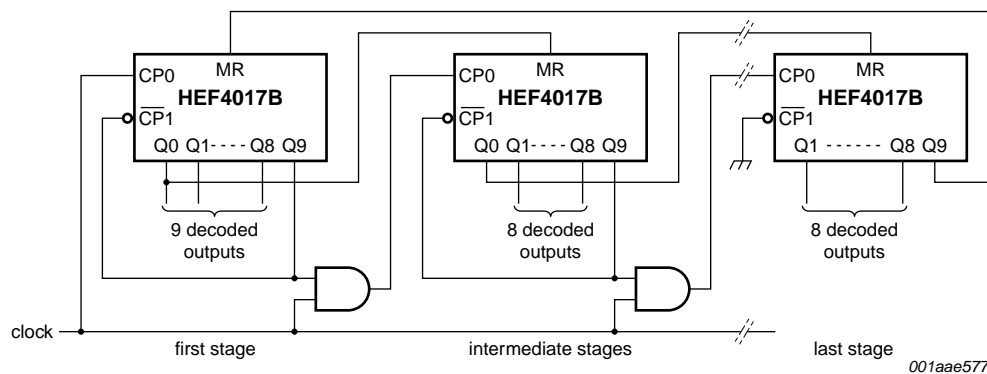 MR
CP0
HEF4017B
CP1
Q0 Q1- - - - Q8 Q9
9 decoded
outputs
MR
CP0
HEF4017B
CP1
Q0 Q1- - - - Q8 Q9
8 decoded
outputs
MR
CP0
HEF4017B
CP1
Q1 - - - - - - Q8 Q9
8 decoded
outputs
clock
first stage
intermediate stages
last stage
001aae577